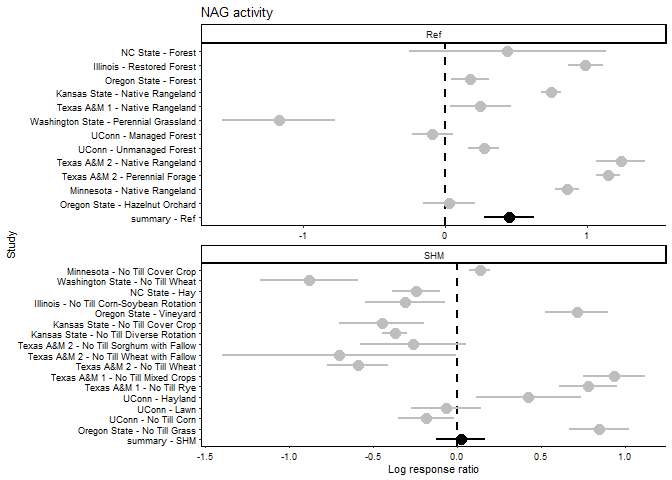 NAG activity
Ref
NC State - Forest
Illinois - Restored Forest
Oregon State - Forest
Kansas State - Native Rangeland
Texas A&M 1 - Native Rangeland
Washington State - Perennial Grassland
UConn - Managed Forest
UConn - Unmanaged Forest
Texas A&M 2 - Native Rangeland
Texas A&M 2 - Perennial Forage
Minnesota - Native Rangeland
Oregon State - Hazelnut Orchard
summary - Ref
-1 0 1
Study
SHM
Minnesota - No Till Cover Crop
Washington State - No Till Wheat
NC State - Hay
Illinois - No Till Corn-Soybean Rotation
Oregon State - Vineyard
Kansas State - No Till Cover Crop
Kansas State - No Till Diverse Rotation
Texas A&M 2 - No Till Sorghum with Fallow
Texas A&M 2 - No Till Wheat with Fallow
Texas A&M 2 - No Till Wheat
Texas A&M 1 - No Till Mixed Crops
Texas A&M 1 - No Till Rye
UConn - Hayland
UConn - Lawn
UConn - No Till Corn
Oregon State - No Till Grass
summary - SHM
-1.5 -1.0 -0.5 0.0 0.5 1.0
Log response ratio